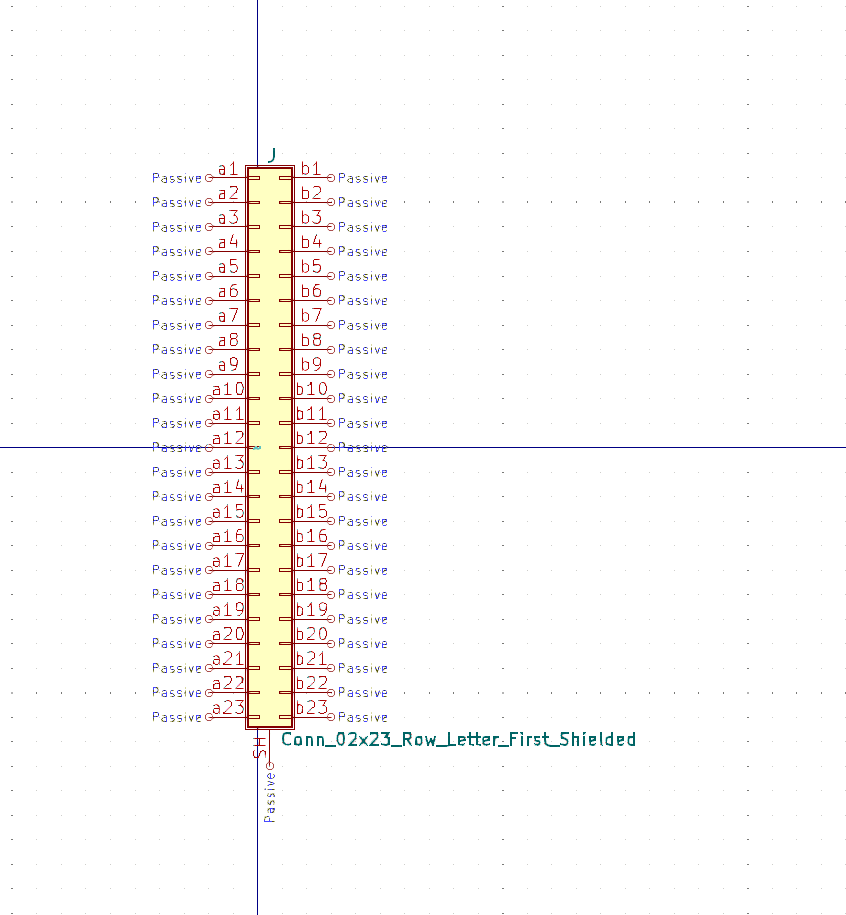 J
Passive a1 b1 Passive
Passive a2 b2 Passive
Passive a3 b3 Passive
Passive a4 b4 Passive
Passive a5 b5 Passive
Passive a6 b6 Passive
Passive a7 b7 Passive
Passive a8 b8 Passive
Passive a9 b9 Passive
Passive a10 b10 Passive
Passive a11 b11 Passive
Passive a12 b12 Passive
Passive a13 b13 Passive
Passive a14 b14 Passive
Passive a15 b15 Passive
Passive a16 b16 Passive
Passive a17 b17 Passive
Passive a18 b18 Passive
Passive a19 b19 Passive
Passive a20 b20 Passive
Passive a21 b21 Passive
Passive a22 b22 Passive
Passive a23 b23 Passive
SH
Conn_02x23_Row_Letter_First_Shielded
Passive